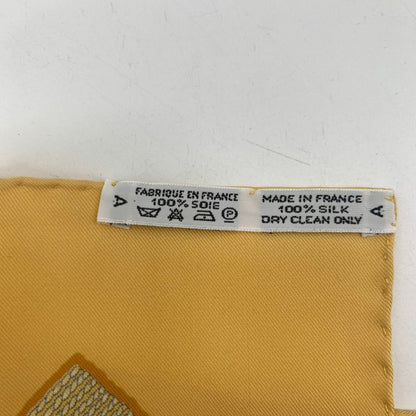 A
FABRIQUE EN FRANCE
100% SOIE
P
MADE IN FRANCE
100% SILK
DRY CLEAN ONLY
A